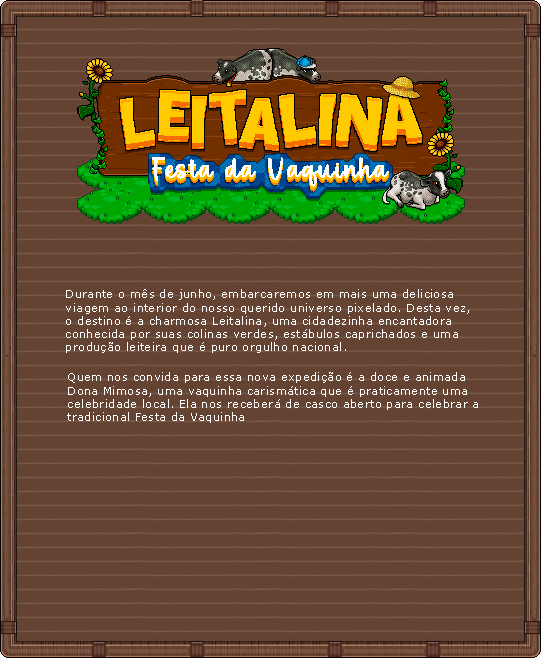 LEITALINA
Festa da Vaquinha
Durante o mês de junho, embarcaremos em mais uma deliciosa
viagem ao interior do nosso querido universo pixelado. Desta vez,
o destino é a charmosa Leitalina, uma cidadezinha encantadora
conhecida por suas colinas verdes, estábulos caprichados e uma
produção leiteira que é puro orgulho nacional.
Quem nos convida para essa nova expedição é a doce e animada
Dona Mimosa, uma vaquinha carismática que é praticamente uma
celebridade local. Ela nos receberá de casco aberto para celebrar a
tradicional Festa da Vaquinha